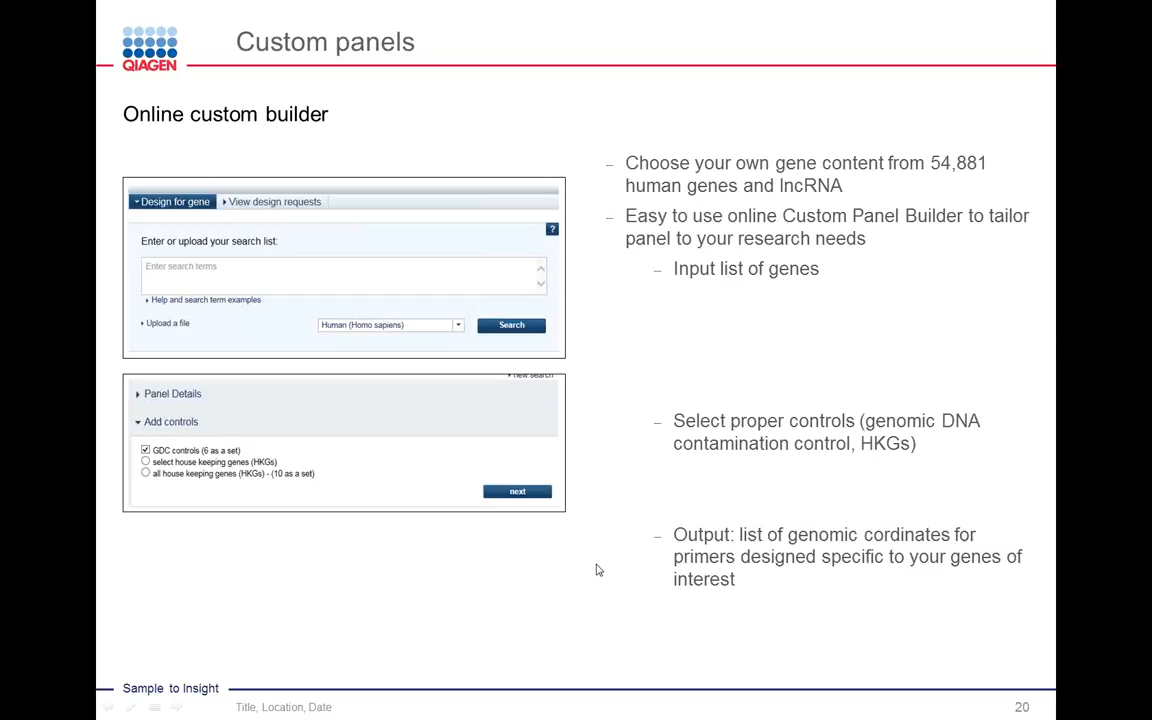 QIAGEN
Custom panels
Online custom builder
Design for gene
View design requests
?
Enter or upload your search list:
Enter search terms
Help and search term examples
Upload a file
Human (Homo sapiens)
Search
new search
Panel Details
Add controls
GDC controls (6 as a set)
select house keeping genes (HKGs)
all house keeping genes (HKGs) - (10 as a set)
next
– Choose your own gene content from 54,881
human genes and lncRNA
– Easy to use online Custom Panel Builder to tailor
panel to your research needs
– Input list of genes
– Select proper controls (genomic DNA
contamination control, HKGs)
– Output: list of genomic cordinates for
primers designed specific to your genes of
interest
Sample to Insight
Title, Location, Date
20